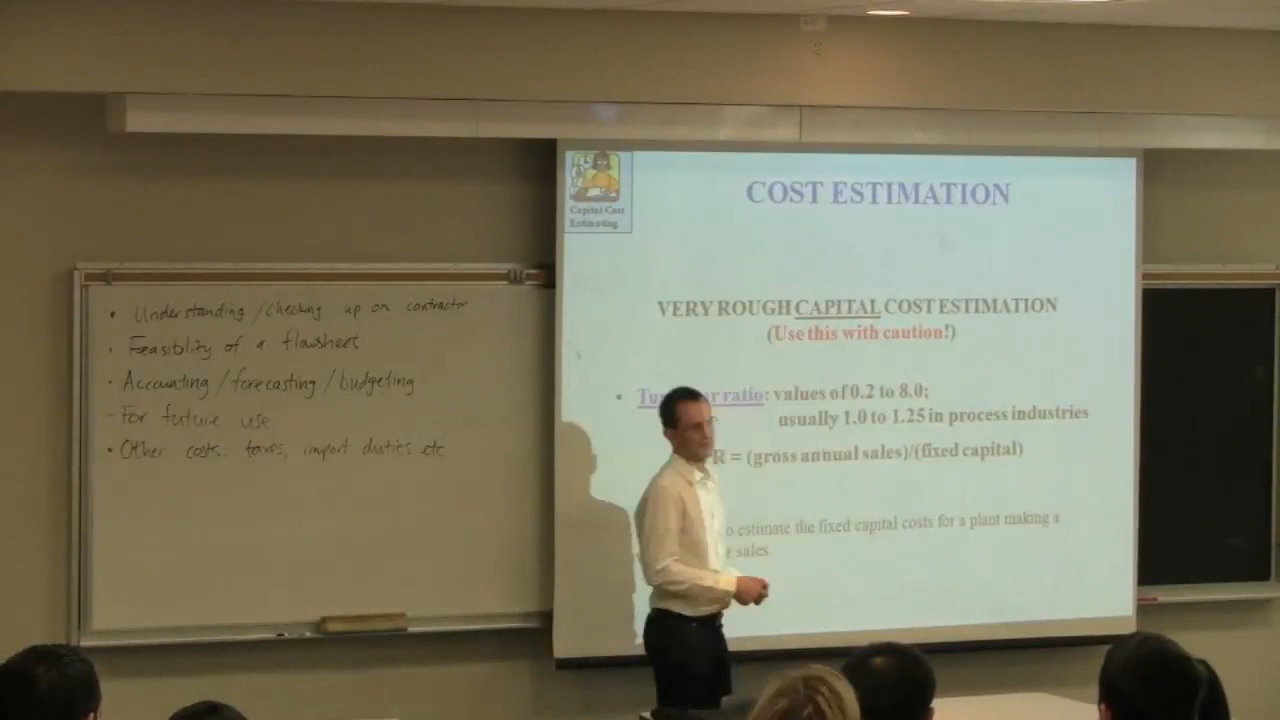 • Understanding/checking up on contractor
• Feasibility of a flowsheet
• Accounting/forecasting/budgeting
- For future use
• Other costs: taxes, import duties etc
Capital Cost
Estimating
COST ESTIMATION
VERY ROUGH CAPITAL COST ESTIMATION
(Use this with caution!)
ratio: values of 0.2 to 8.0;
usually 1.0 to 1.25 in process industries
R = (gross annual sales)/(fixed capital)
o estimate the fixed capital costs for a plant making a
r sales.